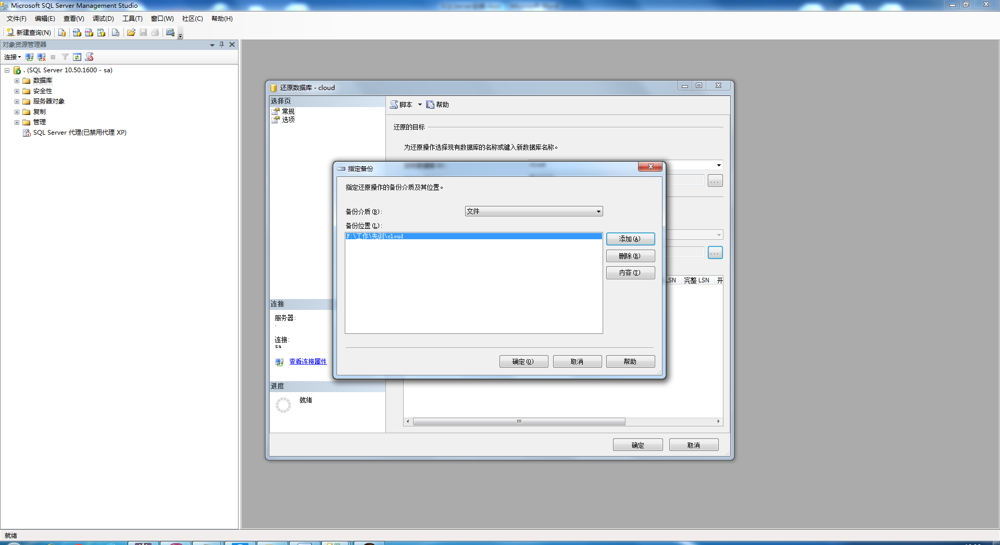 Microsoft SQL Server Management Studio
文件(F) 编辑(E) 查看(V) 调试(D) 工具(T) 窗口(W) 社区(C) 帮助(H)
新建查询(N)
对象资源管理器
连接
. (SQL Server 10.50.1600 - sa)
数据库
安全性
服务器对象
复制
管理
SQL Server 代理(已禁用代理 XP)
还原数据库 - cloud
选择页
常规
选项
脚本 帮助
还原的目标
为还原操作选择现有数据库的名称或键入新数据库名称。
指定备份
指定还原操作的备份介质及其位置。
备份介质(B): 文件
备份位置(L):
F:\工作\先训\cloud
添加(A)
删除(R)
内容(T)
确定(O) 取消 帮助
LSN 完整 LSN 开
连接
服务器:
.
连接:
sa
查看连接属性
进度
就绪
确定 取消
就绪